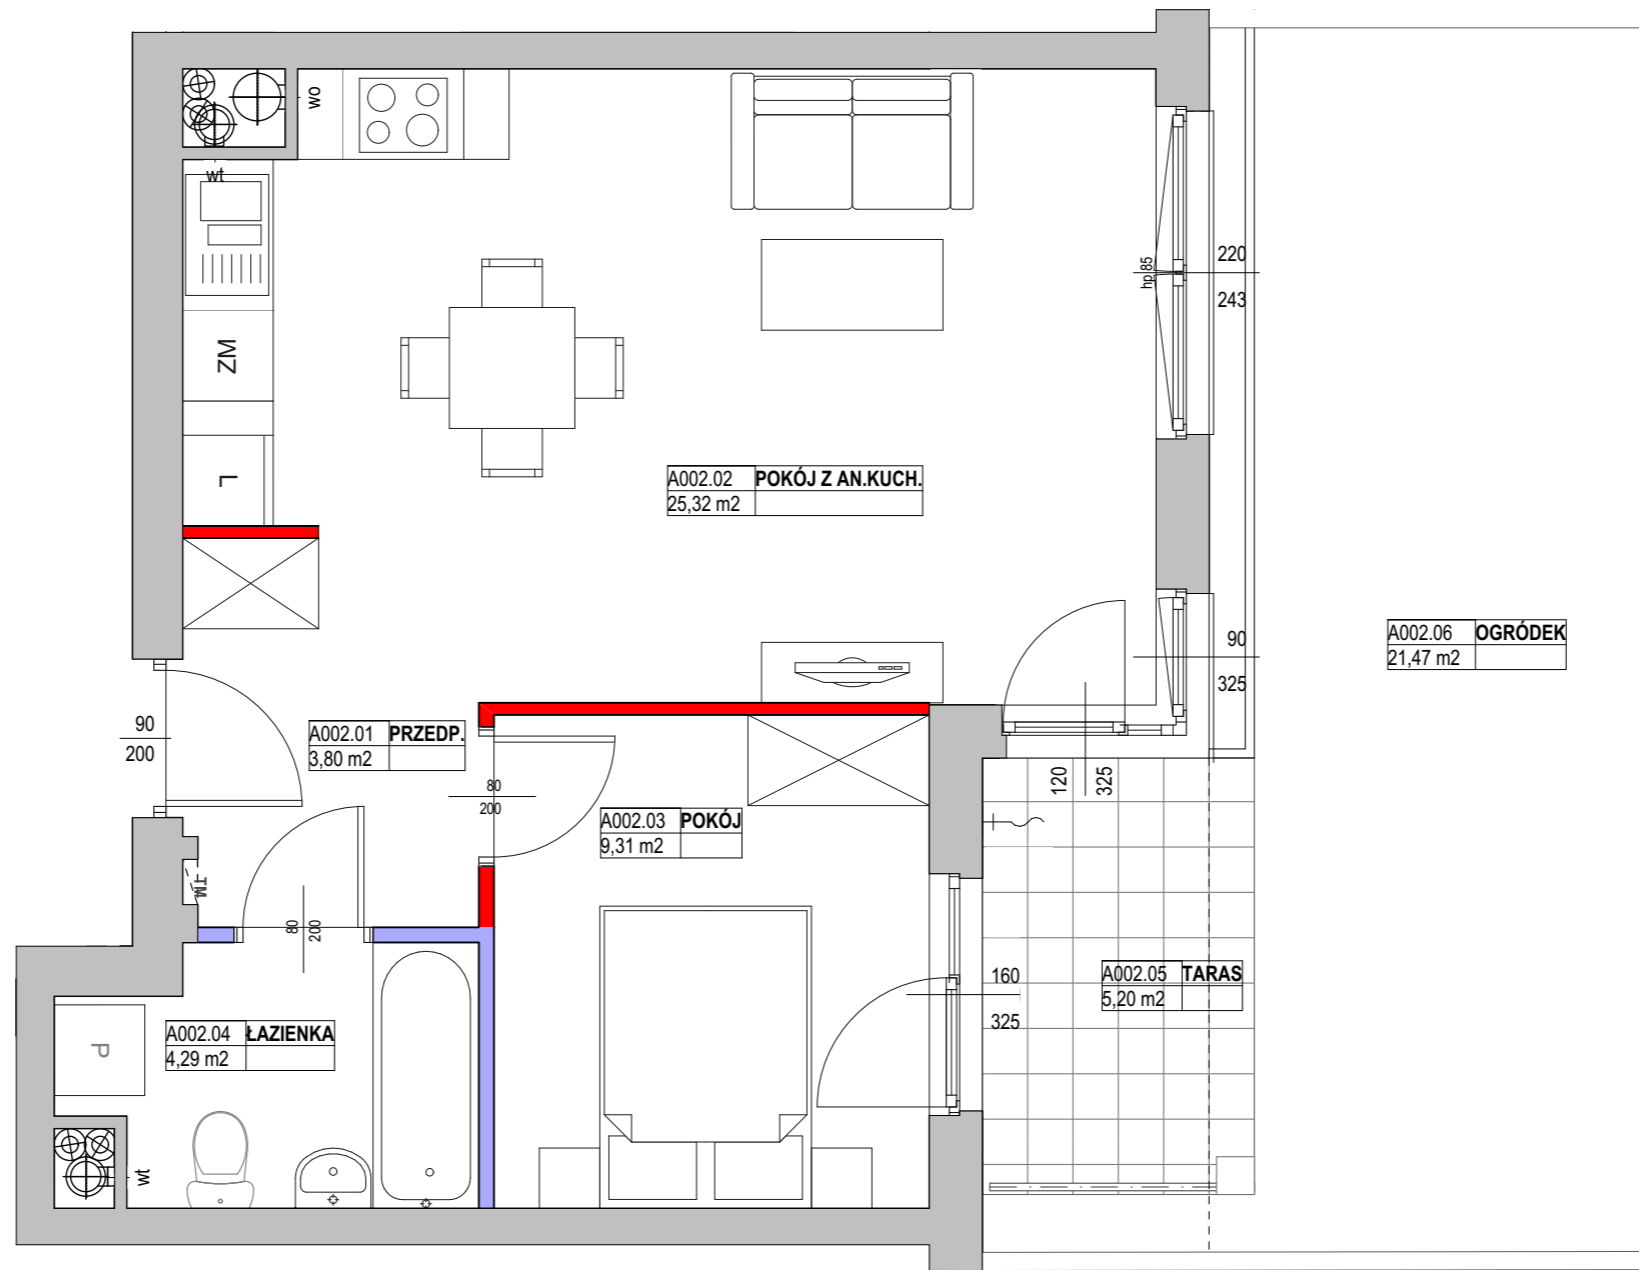 wo
wt
ZM
L
hp 85
220
243
A002.02 POKÓJ Z AN.KUCH.
25,32 m2
90
325
A002.06 OGRÓDEK
21,47 m2
90
200
A002.01 PRZEDP.
3,80 m2
80
200
120
325
A002.03 POKÓJ
9,31 m2
TM
80
200
160
325
A002.05 TARAS
5,20 m2
A002.04 ŁAZIENKA
4,29 m2
P
wt